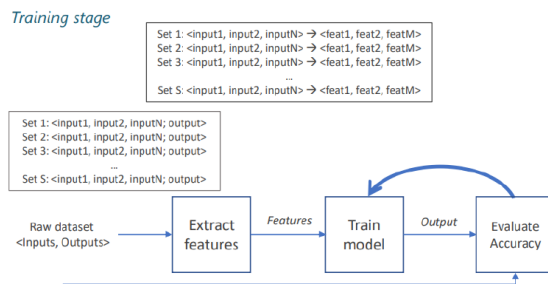 Training stage
Set 1: <input1, input2, inputN> → <feat1, feat2, featM>
Set 2: <input1, input2, inputN> → <feat1, feat2, featM>
Set 3: <input1, input2, inputN> → <feat1, feat2, featM>
...
Set S: <input1, input2, inputN> → <feat1, feat2, featM>
Set 1: <input1, input2, inputN; output>
Set 2: <input1, input2, inputN; output>
Set 3: <input1, input2, inputN; output>
...
Set S: <input1, input2, inputN; output>
Raw dataset
<Inputs, Outputs>
Extract
features
Features
Train
model
Output
Evaluate
Accuracy